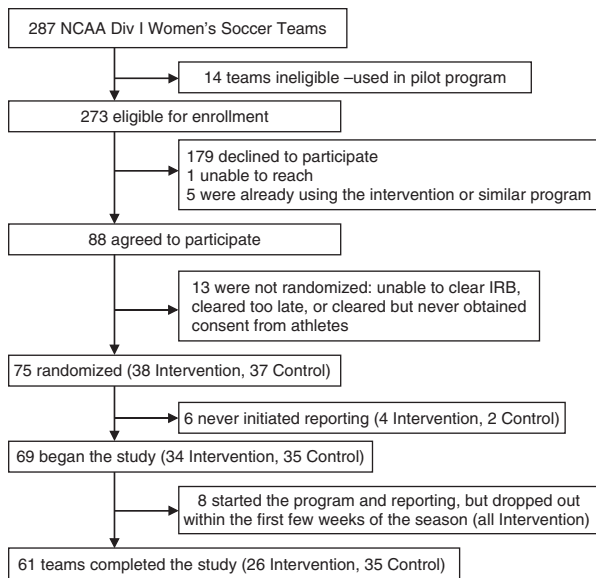 287 NCAA Div I Women's Soccer Teams
14 teams ineligible –used in pilot program
273 eligible for enrollment
179 declined to participate
1 unable to reach
5 were already using the intervention or similar program
88 agreed to participate
13 were not randomized: unable to clear IRB,
cleared too late, or cleared but never obtained
consent from athletes
75 randomized (38 Intervention, 37 Control)
6 never initiated reporting (4 Intervention, 2 Control)
69 began the study (34 Intervention, 35 Control)
8 started the program and reporting, but dropped out
within the first few weeks of the season (all Intervention)
61 teams completed the study (26 Intervention, 35 Control)